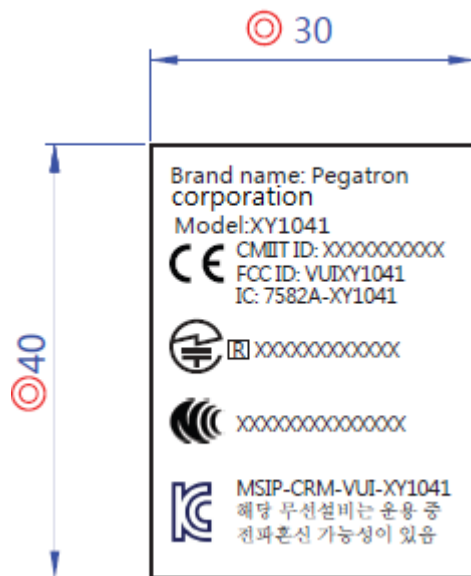 30
40
Brand name: Pegatron
corporation
Model:XY1041
CE
CMIIT ID: XXXXXXXXXX
FCC ID: VUIXY1041
IC: 7582A-XY1041
R XXXXXXXXXXXX
XXXXXXXXXXXXXX
MSIP-CRM-VUI-XY1041
해당 무선설비는 운용 중
전파혼신 가능성이 있음